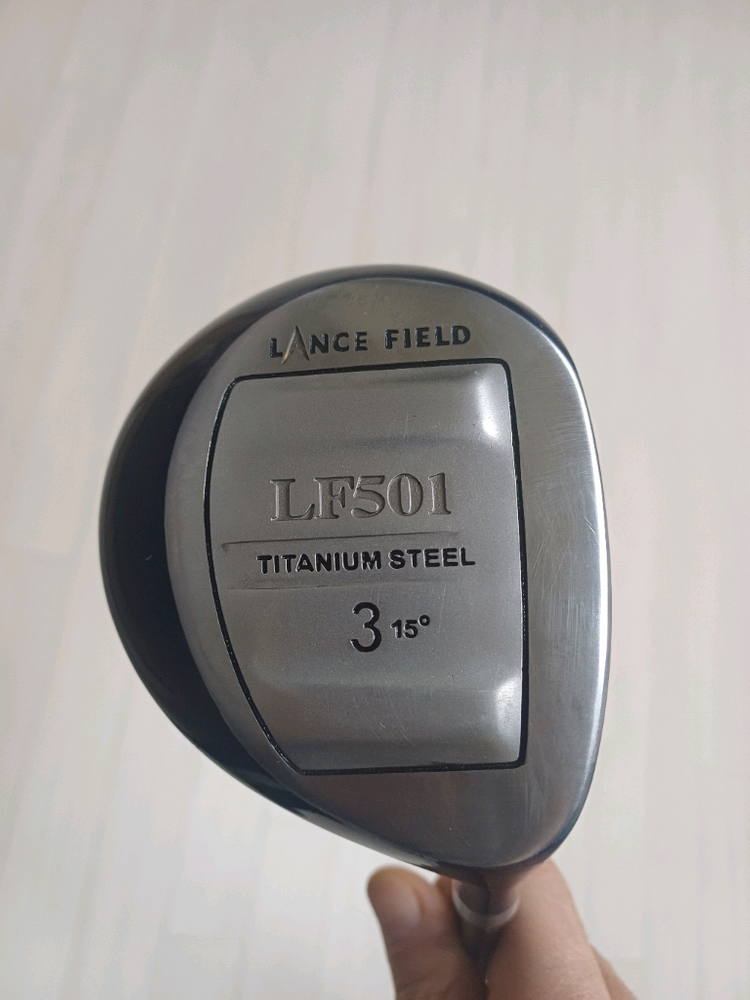 LANCE FIELD
LF501
TITANIUM STEEL
3 15°